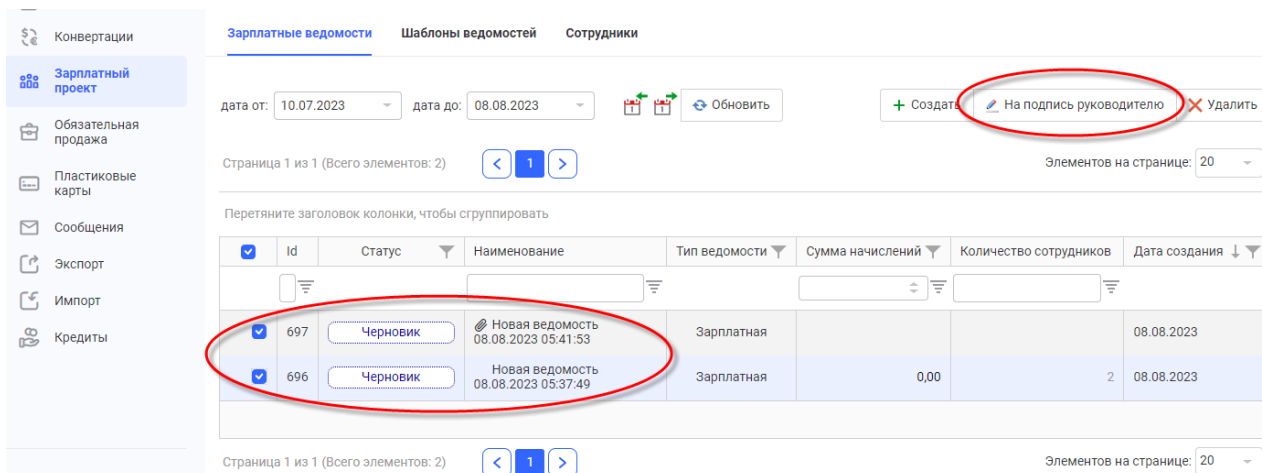 Конвертации
Зарплатный
проект
Обязательная
продажа
Пластиковые
карты
Сообщения
Экспорт
Импорт
Кредиты
Зарплатные ведомости Шаблоны ведомостей Сотрудники
дата от: 10.07.2023 дата до: 08.08.2023 Обновить + Создать На подпись руководителю Удалить
Страница 1 из 1 (Всего элементов: 2) < 1 > Элементов на странице: 20
Перетяните заголовок колонки, чтобы сгруппировать
Id Статус Наименование Тип ведомости Сумма начислений Количество сотрудников Дата создания ↓
697 Черновик Новая ведомость
08.08.2023 05:41:53 Зарплатная 08.08.2023
696 Черновик Новая ведомость
08.08.2023 05:37:49 Зарплатная 0,00 2 08.08.2023
Страница 1 из 1 (Всего элементов: 2) < 1 > Элементов на странице: 20